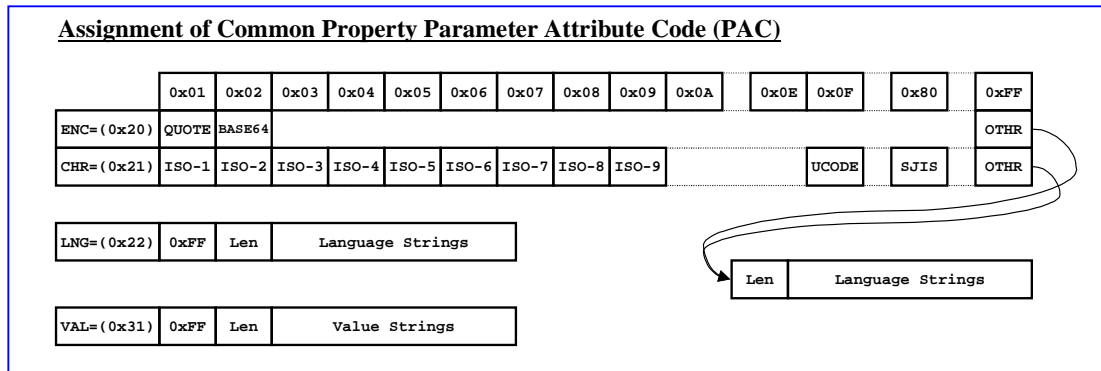 Assignment of Common Property Parameter Attribute Code (PAC)
0x01 0x02 0x03 0x04 0x05 0x06 0x07 0x08 0x09 0x0A 0x0E 0x0F 0x80 0xFF
ENC=(0x20) QUOTE BASE64 OTHR
CHR=(0x21) ISO-1 ISO-2 ISO-3 ISO-4 ISO-5 ISO-6 ISO-7 ISO-8 ISO-9 UCODE SJIS OTHR
LNG=(0x22) 0xFF Len Language Strings
Len Language Strings
VAL=(0x31) 0xFF Len Value Strings